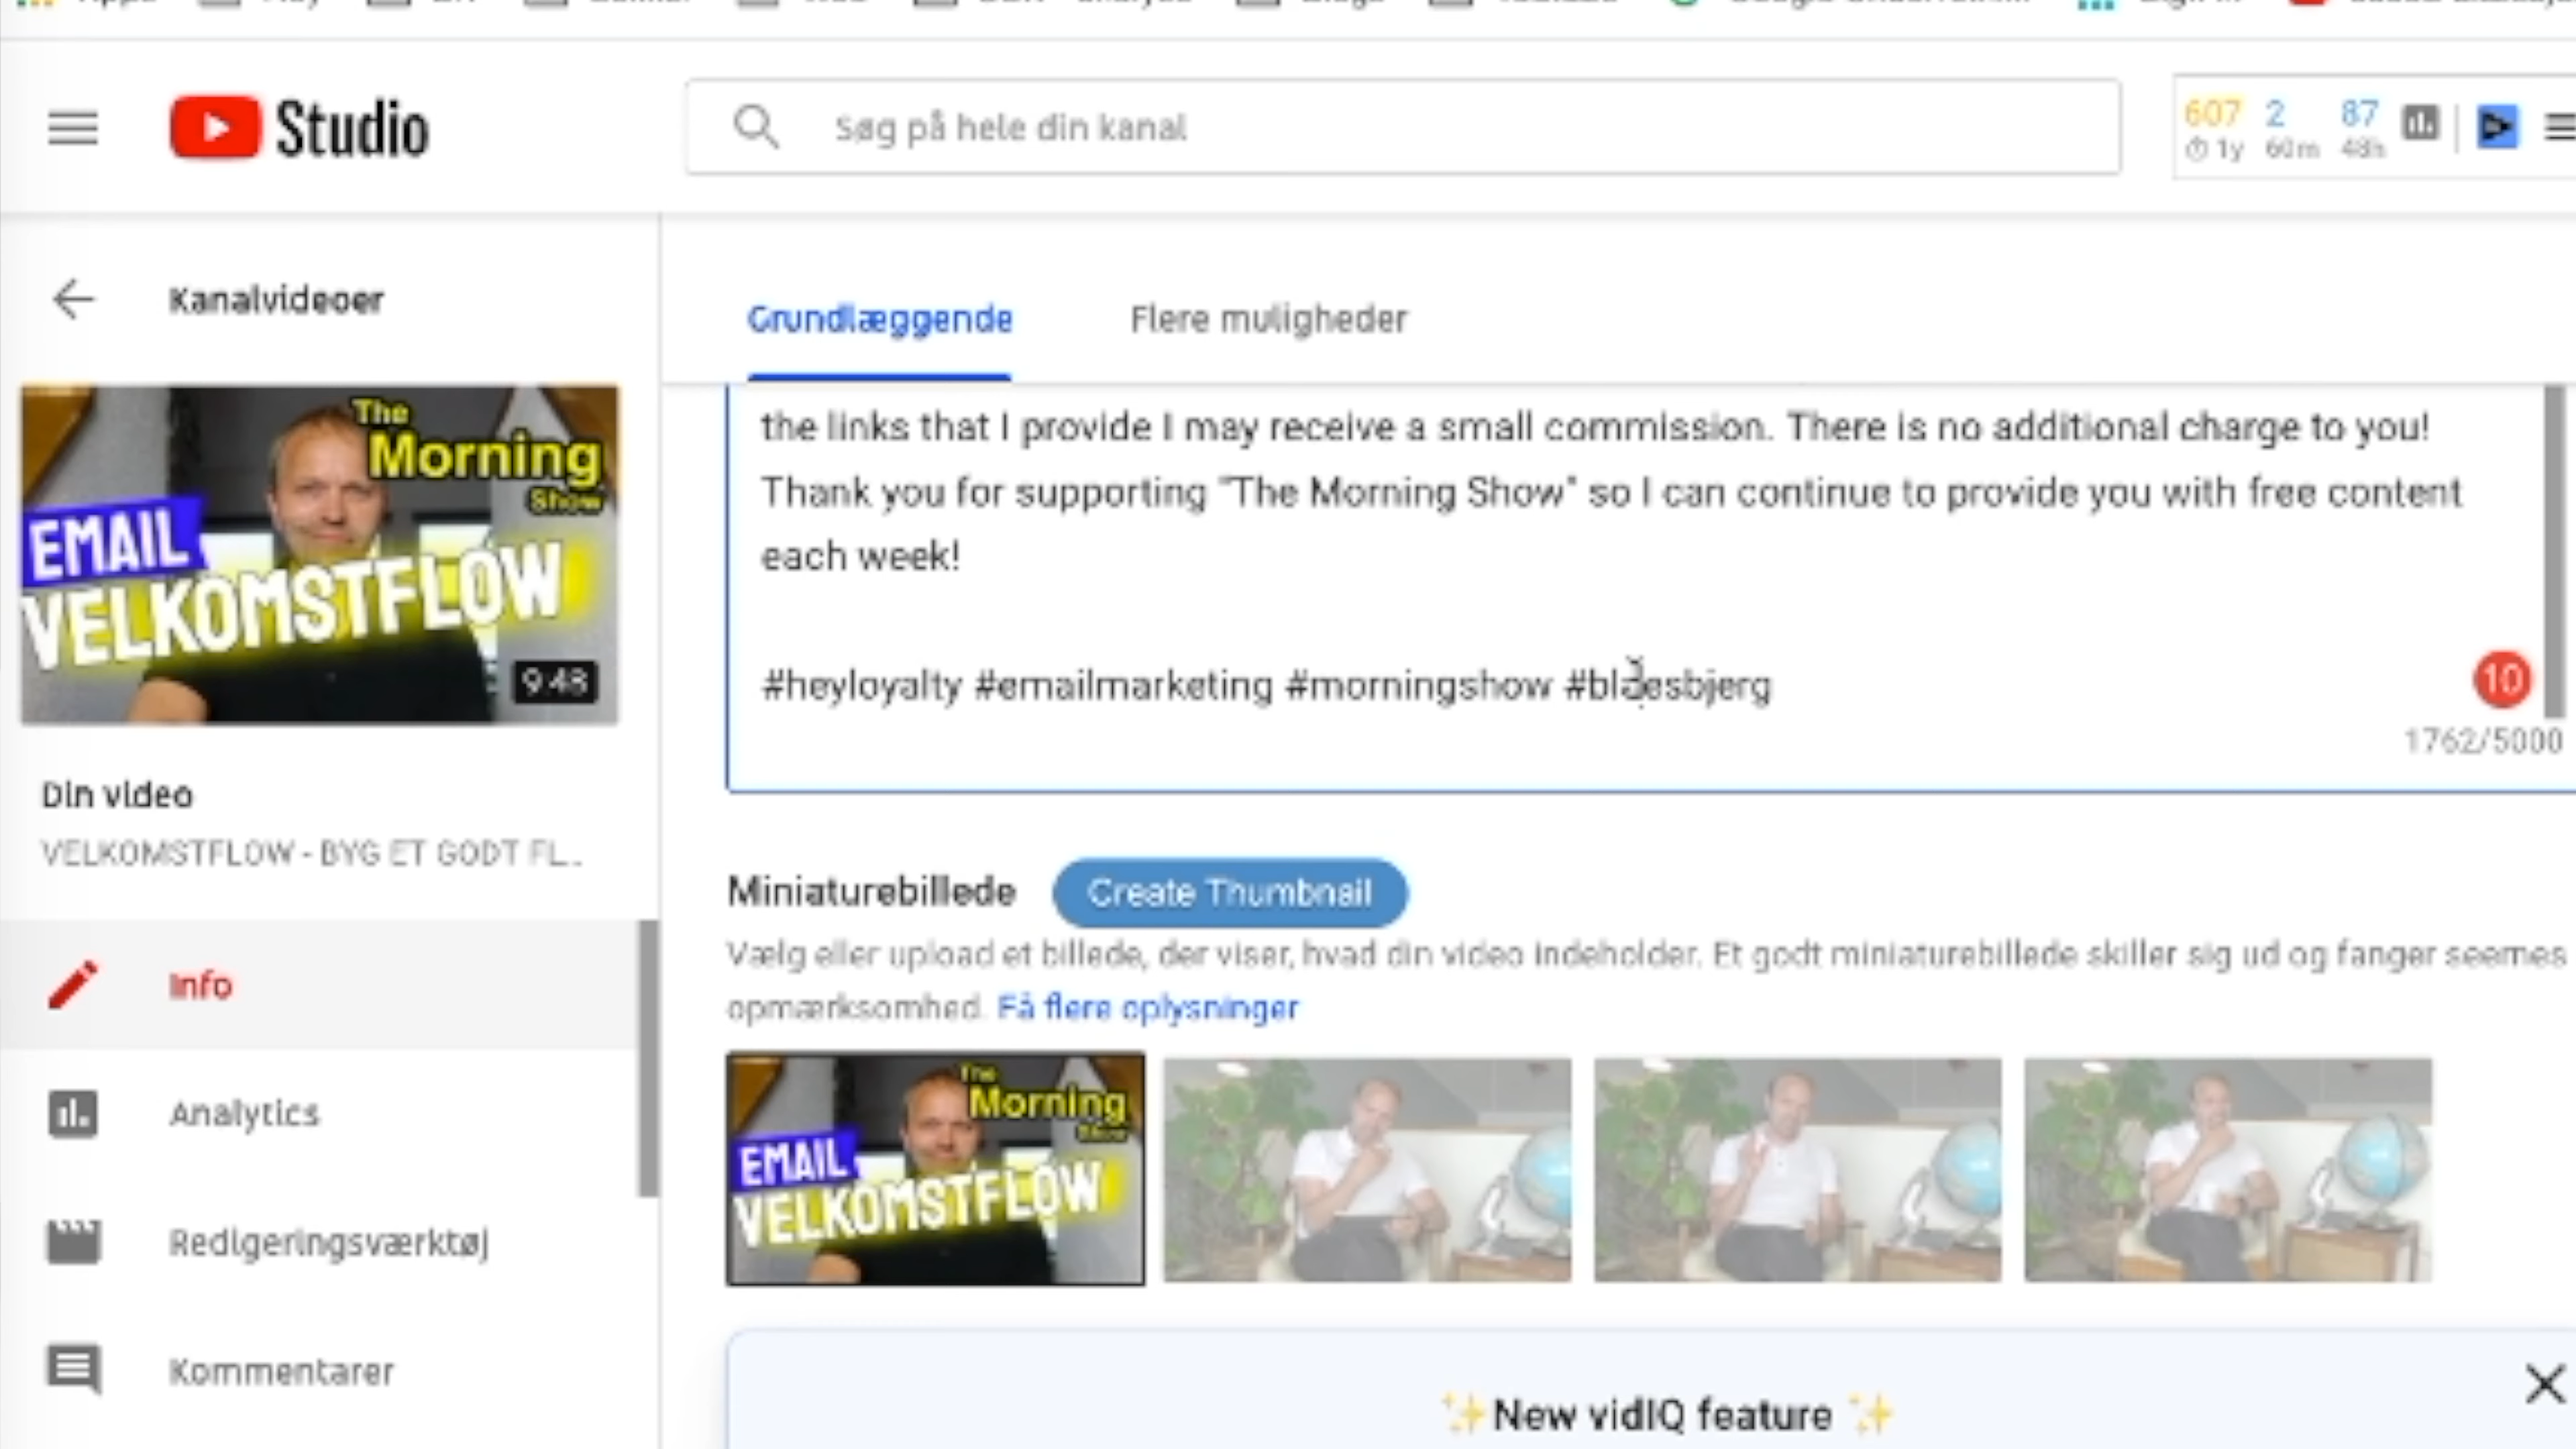 Studio
Søg på hele din kanal
607 2 87
1y 60m 48h
Kanalvideoer
Grundlæggende Flere muligheder
The
Morning
Show
EMAIL
VELKOMSTFLOW
9:48
the links that I provide I may receive a small commission. There is no additional charge to you!
Thank you for supporting "The Morning Show" so I can continue to provide you with free content
each week!
#heyloyalty #emailmarketing #morningshow #blaesbjerg
10
1762/5000
Din video
VELKOMSTFLOW - BYG ET GODT FL...
Miniaturebillede Create Thumbnail
Vælg eller upload et billede, der viser, hvad din video indeholder. Et godt miniaturebillede skiller sig ud og fanger seernes
opmærksomhed. Få flere oplysninger
Info
Analytics
Redigeringsværktøj
Kommentarer
The
Morning
Show
EMAIL
VELKOMSTFLOW
✨New vidIQ feature ✨